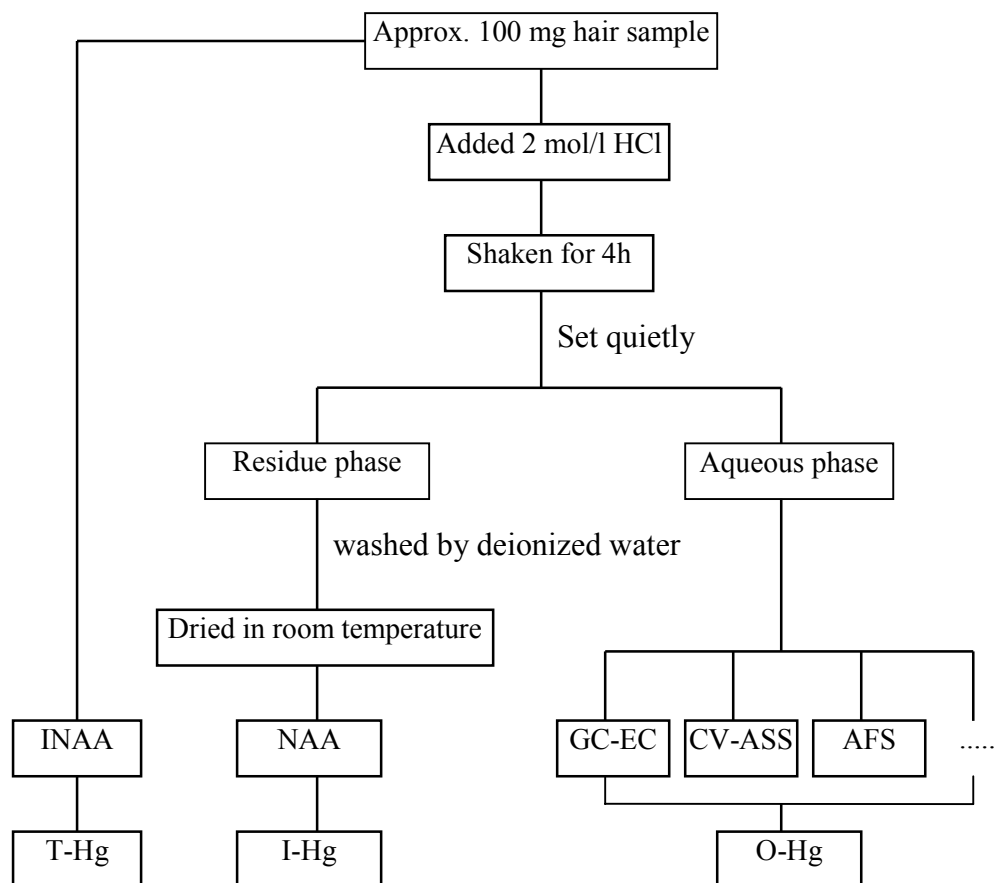 Approx. 100 mg hair sample
Added 2 mol/l HCl
Shaken for 4h
Set quietly
Residue phase
Aqueous phase
washed by deionized water
Dried in room temperature
INAA
NAA
GC-EC
CV-ASS
AFS
.....
T-Hg
I-Hg
O-Hg